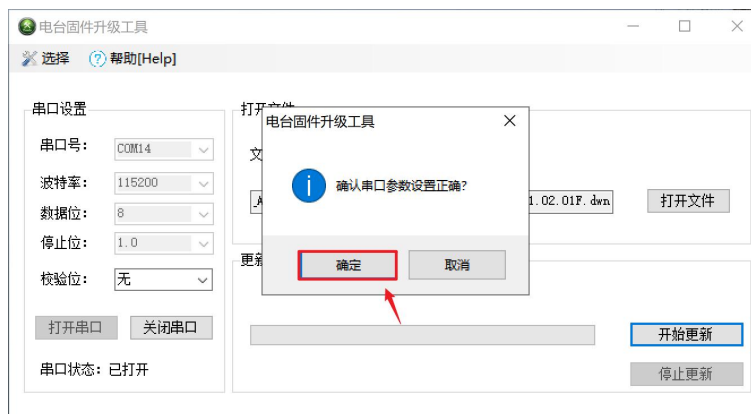 电台固件升级工具
选择 帮助[Help]
串口设置
串口号： COM14
波特率： 115200
数据位： 8
停止位： 1.0
校验位： 无
打开串口 关闭串口
串口状态：已打开
打开文件
文
1.02.01F.dwn 打开文件
电台固件升级工具
确认串口参数设置正确?
确定 取消
更新
开始更新
停止更新